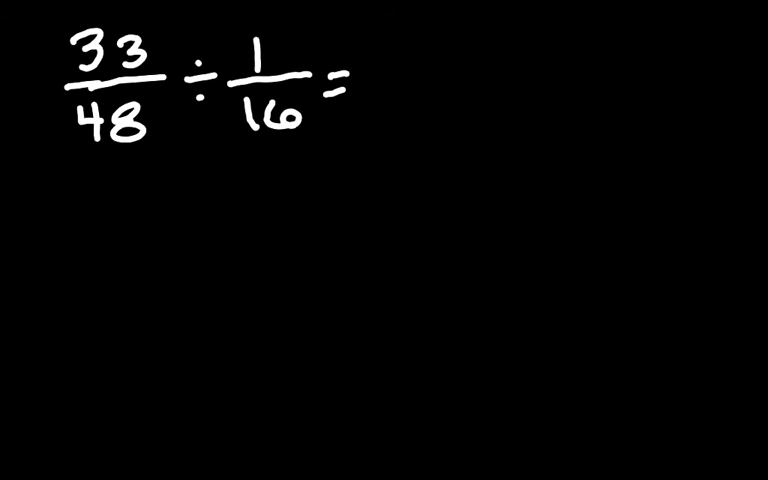 33/48 ÷ 1/16 =